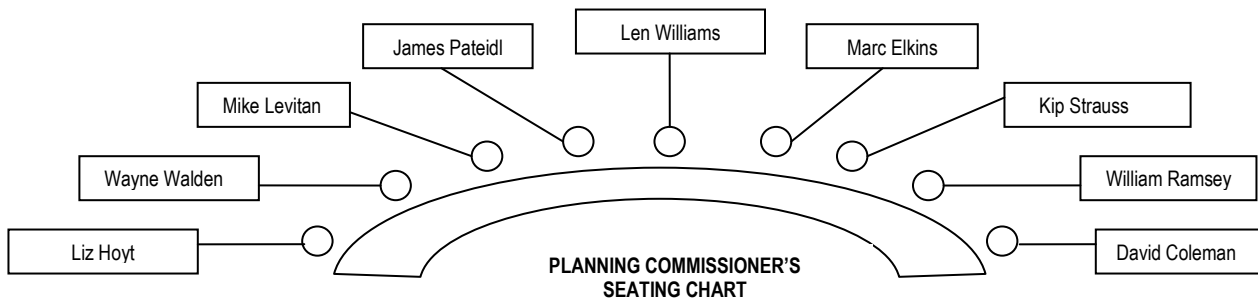 Len Williams
James Pateidl
Marc Elkins
Mike Levitan
Kip Strauss
Wayne Walden
William Ramsey
Liz Hoyt
David Coleman
PLANNING COMMISSIONER'S
SEATING CHART